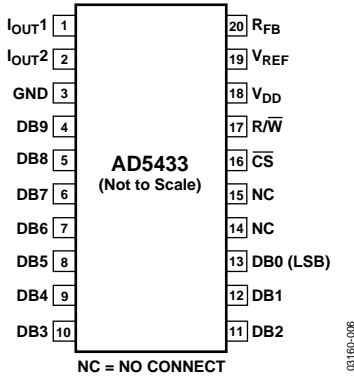 IOUT1 1
IOUT2 2
GND 3
DB9 4
DB8 5
DB7 6
DB6 7
DB5 8
DB4 9
DB3 10
AD5433
(Not to Scale)
20 RFB
19 VREF
18 VDD
17 R/W̅
16 C̅S̅
15 NC
14 NC
13 DB0 (LSB)
12 DB1
11 DB2
NC = NO CONNECT
03160-006